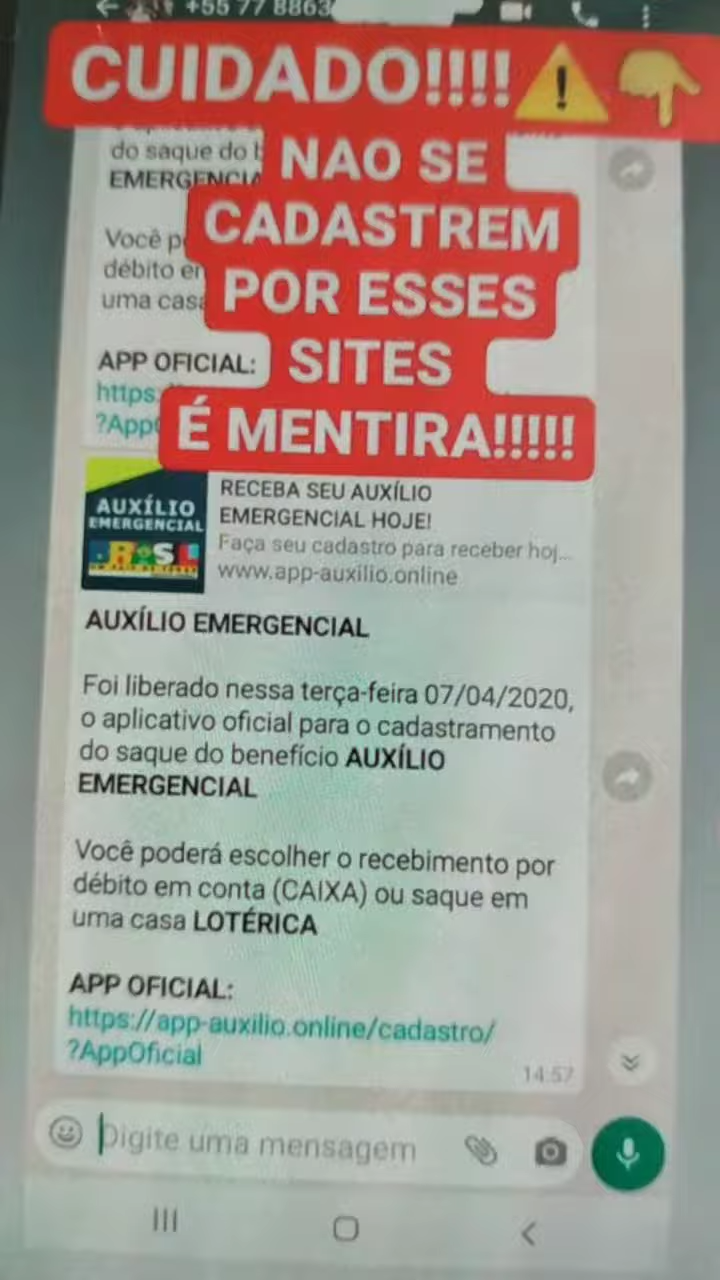 +55 77 8863
CUIDADO!!!!
do saque do
NAO SE
EMERGENCIA
CADASTREM
Você
débito
POR ESSES
uma
SITES
APP OFICIAL:
https:
É MENTIRA!!!!!
?App
RECEBA SEU AUXÍLIO
EMERGENCIAL HOJE!
AUXÍLIO
EMERGENCIAL
Faça seu cadastro para receber hoj...
www.app-auxilio.online
BRASIL
AUXÍLIO EMERGENCIAL
Foi liberado nessa terça-feira 07/04/2020,
o aplicativo oficial para o cadastramento
do saque do benefício AUXÍLIO
EMERGENCIAL
Você poderá escolher o recebimento por
débito em conta (CAIXA) ou saque em
uma casa LOTÉRICA
APP OFICIAL:
https://app-auxilio.online/cadastro/
?AppOficial
14:57
Digite uma mensagem